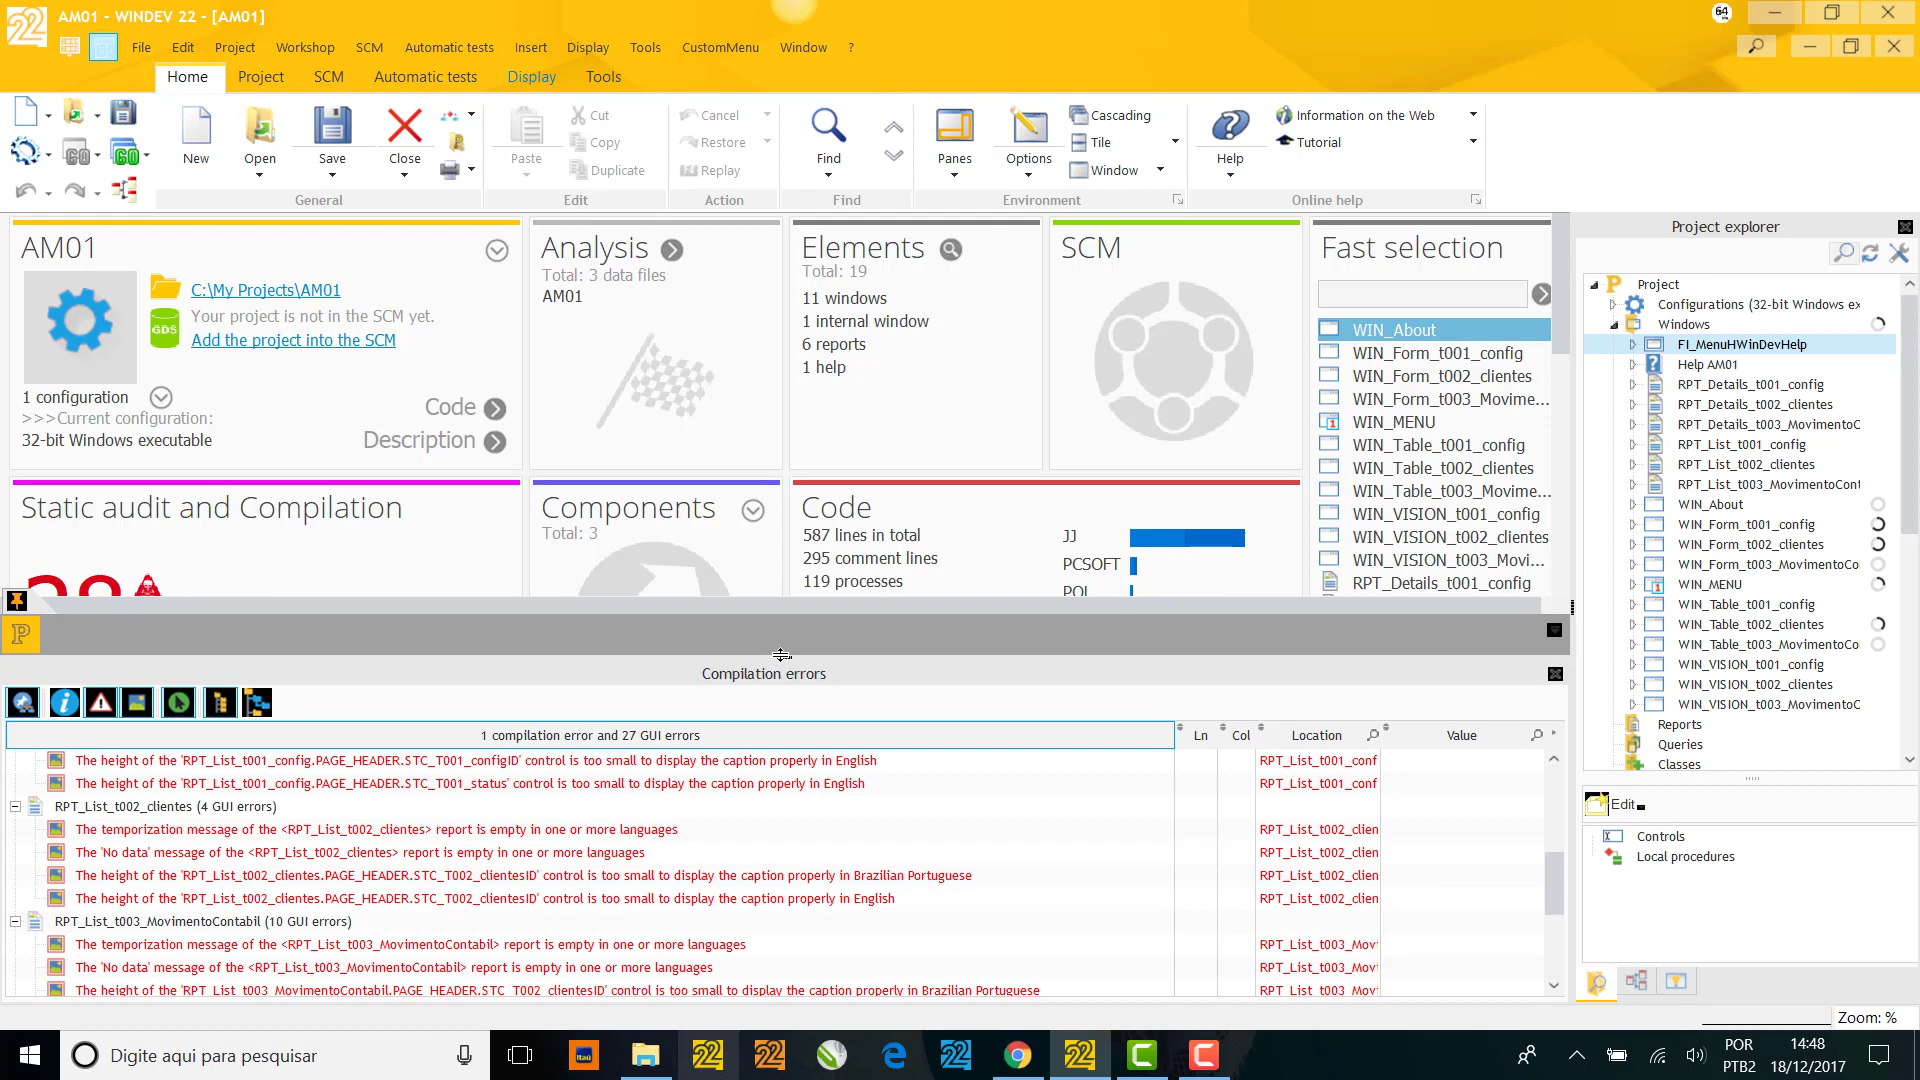 AM01 - WINDEV 22 - [AM01]
64
File Edit Project Workshop SCM Automatic tests Insert Display Tools CustomMenu Window ?
Home Project SCM Automatic tests Display Tools
New Open Save Close
Paste Cut Copy Duplicate
Cancel Restore Replay
Find
Panes Options Cascading Tile Window
Help Information on the Web Tutorial
General Edit Action Find Environment Online help
AM01
C:\My Projects\AM01
Your project is not in the SCM yet.
GDS
Add the project into the SCM
1 configuration
>>>Current configuration:
32-bit Windows executable
Code
Description
Analysis
Total: 3 data files
AM01
Elements
Total: 19
11 windows
1 internal window
6 reports
1 help
SCM
Fast selection
WIN_About
WIN_Form_t001_config
WIN_Form_t002_clientes
WIN_Form_t003_Movime...
WIN_MENU
WIN_Table_t001_config
WIN_Table_t002_clientes
WIN_Table_t003_Movime...
WIN_VISION_t001_config
WIN_VISION_t002_clientes
WIN_VISION_t003_Movi...
RPT_Details_t001_config
Static audit and Compilation
28
Components
Total: 3
Code
587 lines in total
295 comment lines
119 processes
JJ
PCSOFT
POL
Project explorer
Project
Configurations (32-bit Windows ex
Windows
FI_MenuHWinDevHelp
Help AM01
RPT_Details_t001_config
RPT_Details_t002_clientes
RPT_Details_t003_MovimentoC
RPT_List_t001_config
RPT_List_t002_clientes
RPT_List_t003_MovimentoCont
WIN_About
WIN_Form_t001_config
WIN_Form_t002_clientes
WIN_Form_t003_MovimentoCo
WIN_MENU
WIN_Table_t001_config
WIN_Table_t002_clientes
WIN_Table_t003_MovimentoCo
WIN_VISION_t001_config
WIN_VISION_t002_clientes
WIN_VISION_t003_MovimentoC
Reports
Queries
Classes
Edit
Controls
Local procedures
Compilation errors
1 compilation error and 27 GUI errors Ln Col Location Value
The height of the 'RPT_List_t001_config.PAGE_HEADER.STC_T001_configID' control is too small to display the caption properly in English RPT_List_t001_conf
The height of the 'RPT_List_t001_config.PAGE_HEADER.STC_T001_status' control is too small to display the caption properly in English RPT_List_t001_conf
RPT_List_t002_clientes (4 GUI errors)
The temporization message of the <RPT_List_t002_clientes> report is empty in one or more languages RPT_List_t002_clien
The 'No data' message of the <RPT_List_t002_clientes> report is empty in one or more languages RPT_List_t002_clien
The height of the 'RPT_List_t002_clientes.PAGE_HEADER.STC_T002_clientesID' control is too small to display the caption properly in Brazilian Portuguese RPT_List_t002_clien
The height of the 'RPT_List_t002_clientes.PAGE_HEADER.STC_T002_clientesID' control is too small to display the caption properly in English RPT_List_t002_clien
RPT_List_t003_MovimentoContabil (10 GUI errors)
The temporization message of the <RPT_List_t003_MovimentoContabil> report is empty in one or more languages RPT_List_t003_Movi
The 'No data' message of the <RPT_List_t003_MovimentoContabil> report is empty in one or more languages RPT_List_t003_Movi
The height of the 'RPT_List_t003_MovimentoContabil.PAGE_HEADER.STC_T002_clientesID' control is too small to display the caption properly in Brazilian Portuguese RPT_List_t003_Movi
Zoom: %
Digite aqui para pesquisar
POR
PTB2
14:48
18/12/2017